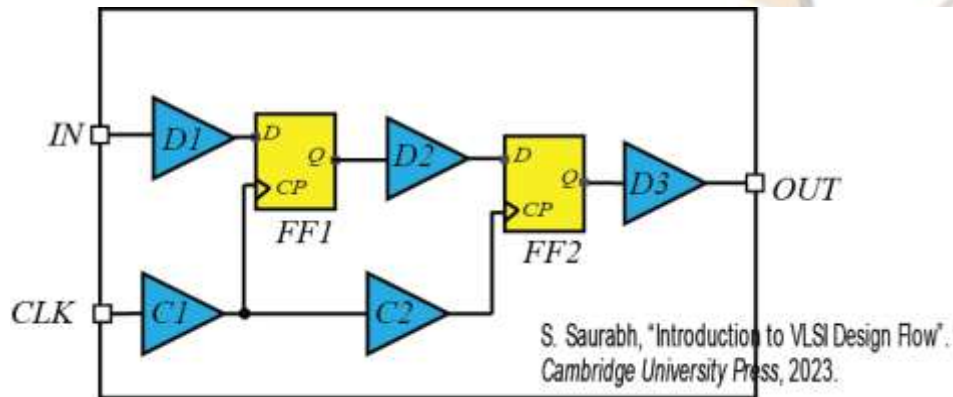 IN
D1
D
Q
CP
FF1
D2
D
Q
CP
FF2
D3
OUT
CLK
C1
C2
S. Saurabh, “Introduction to VLSI Design Flow”.
Cambridge University Press, 2023.